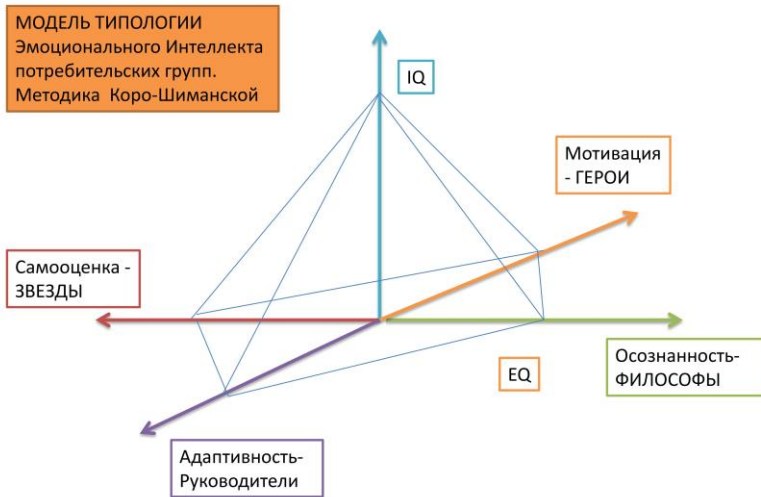 МОДЕЛЬ ТИПОЛОГИИ
Эмоционального Интеллекта
потребительских групп.
Методика Коро-Шиманской
IQ
Мотивация
- ГЕРОИ
Самооценка -
ЗВЕЗДЫ
EQ
Осознанность-
ФИЛОСОФЫ
Адаптивность-
Руководители